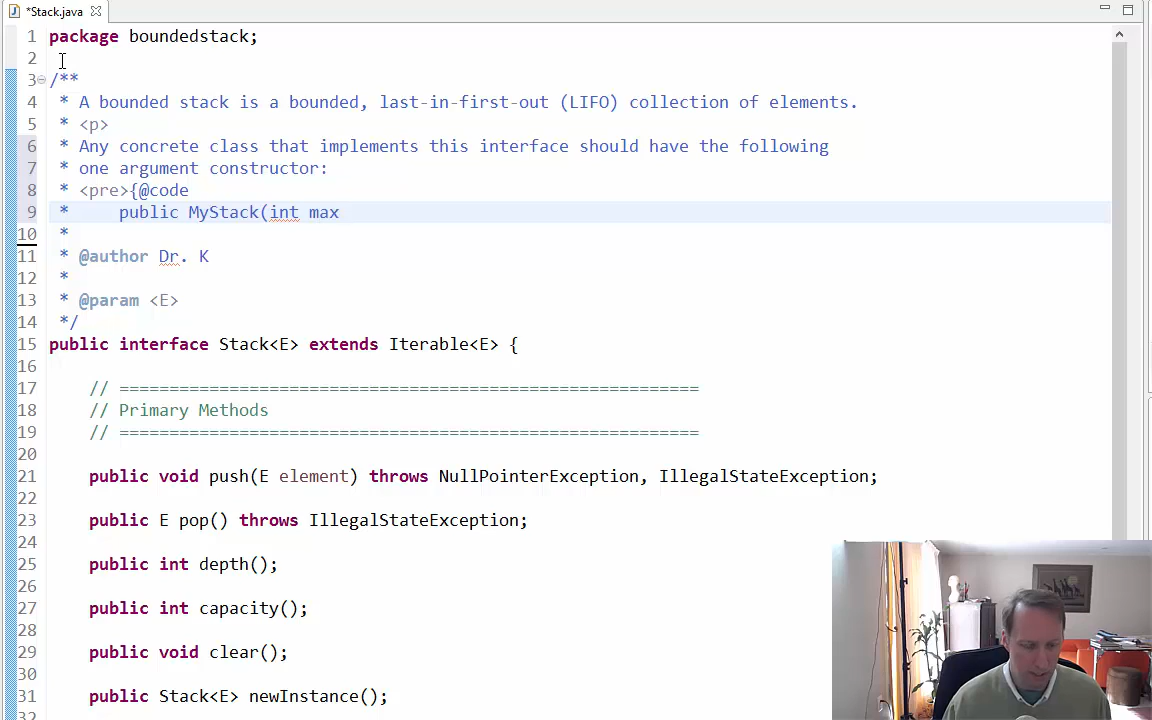 *Stack.java
1 package boundedstack;
2
3 /**
4 * A bounded stack is a bounded, last-in-first-out (LIFO) collection of elements.
5 * <p>
6 * Any concrete class that implements this interface should have the following
7 * one argument constructor:
8 * <pre>{@code
9 *     public MyStack(int max
10 *
11 * @author Dr. K
12 *
13 * @param <E>
14 */
15 public interface Stack<E> extends Iterable<E> {
16
17     // ==========================================================
18     // Primary Methods
19     // ==========================================================
20
21     public void push(E element) throws NullPointerException, IllegalStateException;
22
23     public E pop() throws IllegalStateException;
24
25     public int depth();
26
27     public int capacity();
28
29     public void clear();
30
31     public Stack<E> newInstance();
32